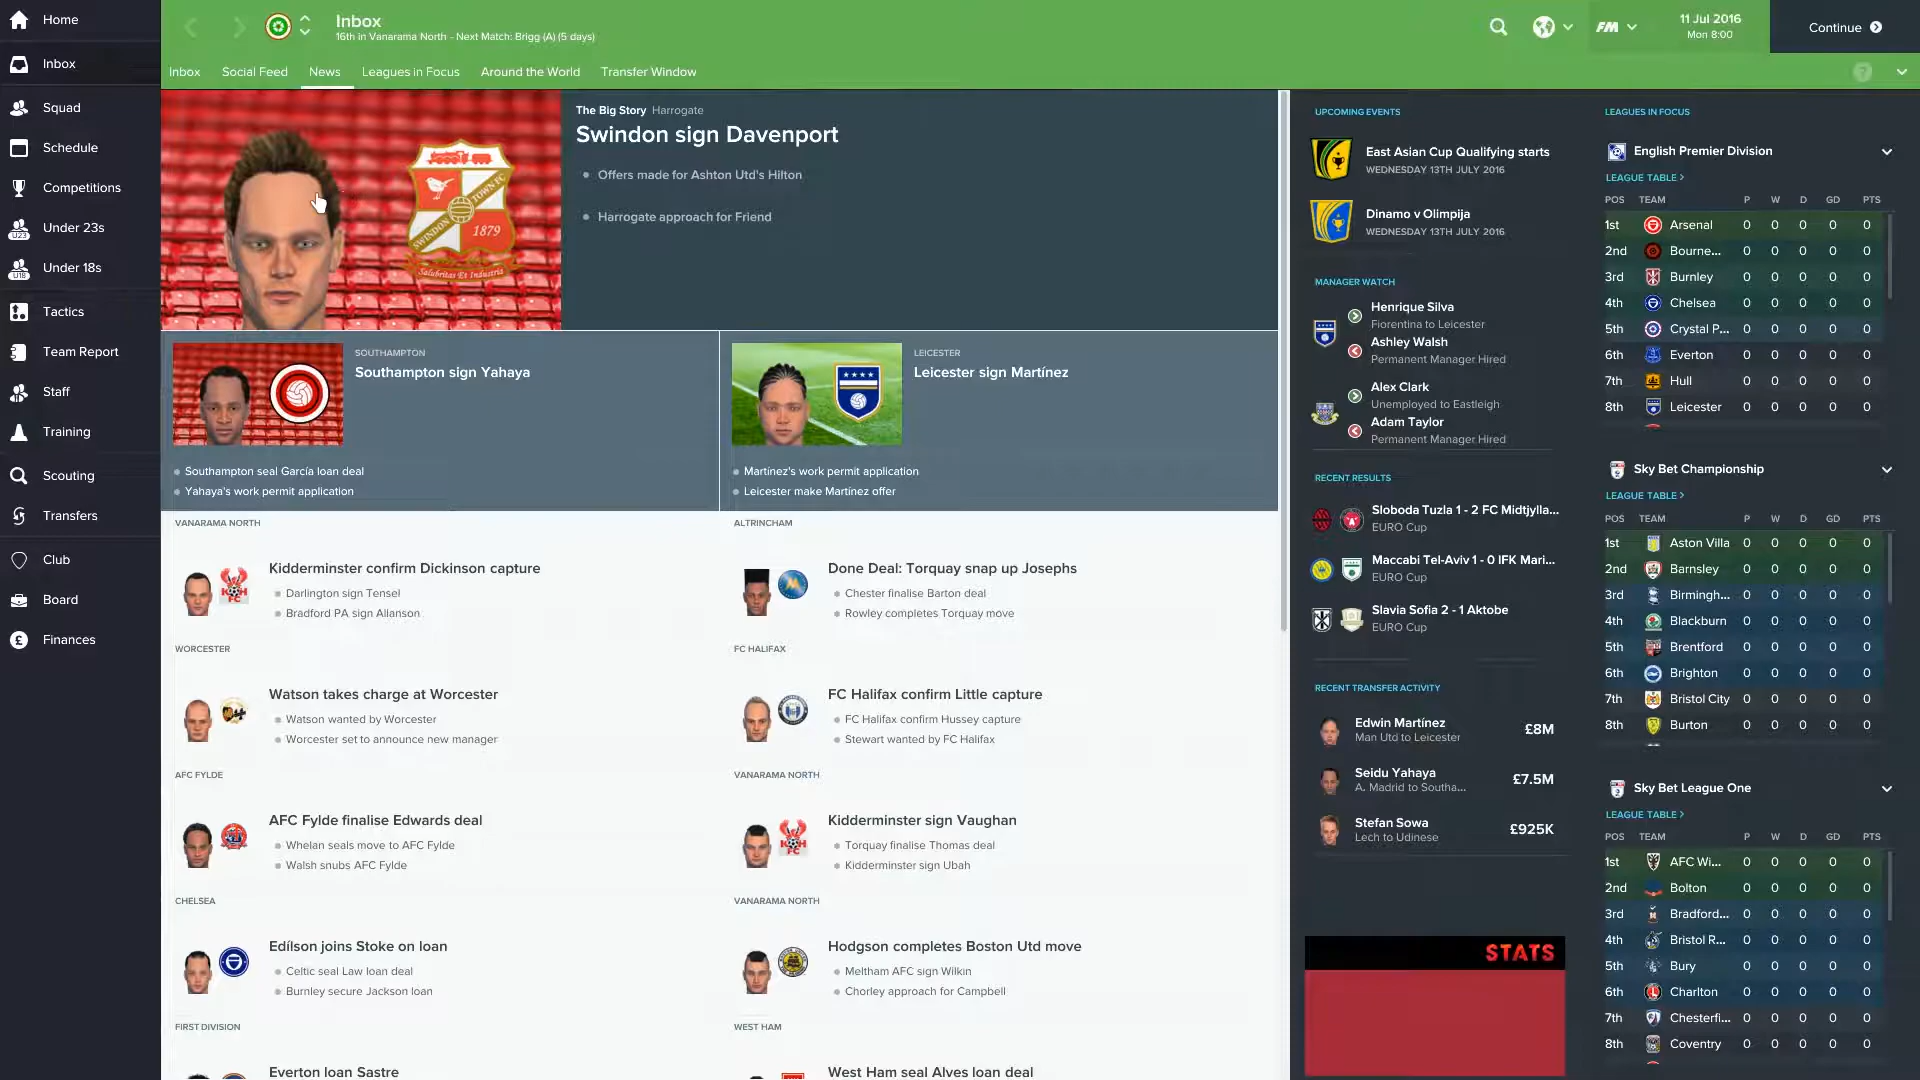 Home
Inbox
Squad
Schedule
Competitions
Under 23s
Under 18s
Tactics
Team Report
Staff
Training
Scouting
Transfers
Club
Board
Finances
Inbox
16th in Vanarama North - Next Match: Brigg (A) (5 days)
FM
11 Jul 2016
Mon 8:00
Continue
Inbox Social Feed News Leagues in Focus Around the World Transfer Window
SWINDON TOWN FC
1879
Salubritas Et Industria
The Big Story Harrogate
Swindon sign Davenport
Offers made for Ashton Utd's Hilton
Harrogate approach for Friend
SOUTHAMPTON
Southampton sign Yahaya
Southampton seal García loan deal
Yahaya's work permit application
LEICESTER
Leicester sign Martínez
Martínez's work permit application
Leicester make Martínez offer
VANARAMA NORTH
Kidderminster confirm Dickinson capture
Darlington sign Tensel
Bradford PA sign Allanson
ALTRINCHAM
Done Deal: Torquay snap up Josephs
Chester finalise Barton deal
Rowley completes Torquay move
WORCESTER
Watson takes charge at Worcester
Watson wanted by Worcester
Worcester set to announce new manager
FC HALIFAX
FC Halifax confirm Little capture
FC Halifax confirm Hussey capture
Stewart wanted by FC Halifax
AFC FYLDE
AFC Fylde finalise Edwards deal
Whelan seals move to AFC Fylde
Walsh snubs AFC Fylde
VANARAMA NORTH
Kidderminster sign Vaughan
Torquay finalise Thomas deal
Kidderminster sign Ubah
CHELSEA
Edílson joins Stoke on loan
Celtic seal Law loan deal
Burnley secure Jackson loan
VANARAMA NORTH
Hodgson completes Boston Utd move
Meltham AFC sign Wilkin
Chorley approach for Campbell
FIRST DIVISION
Everton loan Sastre
WEST HAM
West Ham seal Alves loan deal
UPCOMING EVENTS
East Asian Cup Qualifying starts
WEDNESDAY 13TH JULY 2016
Dinamo v Olimpija
WEDNESDAY 13TH JULY 2016
MANAGER WATCH
Henrique Silva
Fiorentina to Leicester
Ashley Walsh
Permanent Manager Hired
Alex Clark
Unemployed to Eastleigh
Adam Taylor
Permanent Manager Hired
RECENT RESULTS
Sloboda Tuzla 1 - 2 FC Midtjylla...
EURO Cup
Maccabi Tel-Aviv 1 - 0 IFK Mari...
EURO Cup
Slavia Sofia 2 - 1 Aktobe
EURO Cup
RECENT TRANSFER ACTIVITY
Edwin Martínez £8M
Man Utd to Leicester
Seidu Yahaya £7.5M
A. Madrid to Southa...
Stefan Sowa £925K
Lech to Udinese
STATS
LEAGUES IN FOCUS
English Premier Division
LEAGUE TABLE >
POS TEAM P W D GD PTS
1st Arsenal 0 0 0 0 0
2nd Bourne... 0 0 0 0 0
3rd Burnley 0 0 0 0 0
4th Chelsea 0 0 0 0 0
5th Crystal P... 0 0 0 0 0
6th Everton 0 0 0 0 0
7th Hull 0 0 0 0 0
8th Leicester 0 0 0 0 0
Sky Bet Championship
LEAGUE TABLE >
POS TEAM P W D GD PTS
1st Aston Villa 0 0 0 0 0
2nd Barnsley 0 0 0 0 0
3rd Birmingh... 0 0 0 0 0
4th Blackburn 0 0 0 0 0
5th Brentford 0 0 0 0 0
6th Brighton 0 0 0 0 0
7th Bristol City 0 0 0 0 0
8th Burton 0 0 0 0 0
Sky Bet League One
LEAGUE TABLE >
POS TEAM P W D GD PTS
1st AFC Wi... 0 0 0 0 0
2nd Bolton 0 0 0 0 0
3rd Bradford... 0 0 0 0 0
4th Bristol R... 0 0 0 0 0
5th Bury 0 0 0 0 0
6th Charlton 0 0 0 0 0
7th Chesterfi... 0 0 0 0 0
8th Coventry 0 0 0 0 0